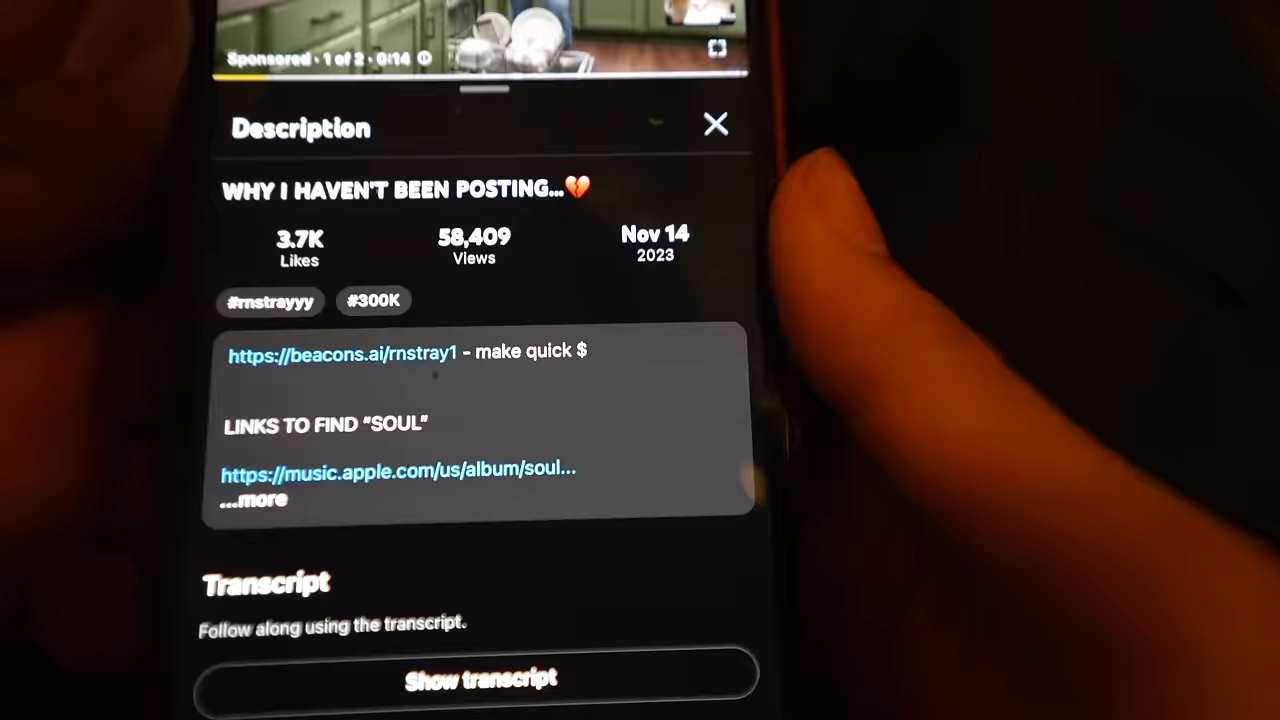 Sponsored · 1 of 2 · 0:14
Description
WHY I HAVEN'T BEEN POSTING...💔
3.7K 58,409 Nov 14
Likes Views 2023
#rnstrayyy #300K
https://beacons.ai/rnstray1 - make quick $
LINKS TO FIND “SOUL”
https://music.apple.com/us/album/soul...
...more
Transcript
Follow along using the transcript.
Show transcript